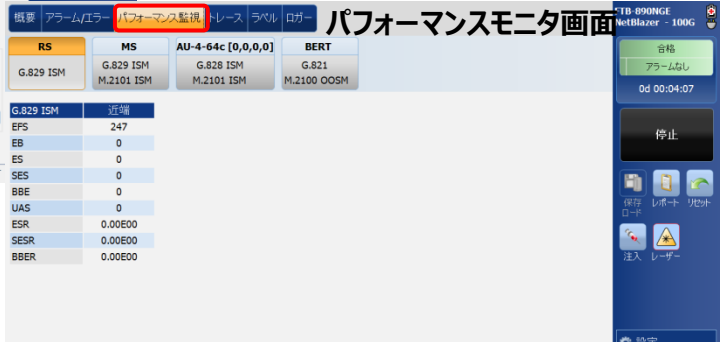 概要 アラーム/エラー パフォーマンス監視 トレース ラベル ロガー
パフォーマンスモニタ画面
FTB-890NGE
NetBlazer - 100G
RS
G.829 ISM
MS
G.829 ISM
M.2101 ISM
AU-4-64c [0,0,0,0]
G.828 ISM
M.2101 ISM
BERT
G.821
M.2100 OOSM
合格
アラームなし
0d 00:04:07
停止
G.829 ISM 近端
EFS 247
EB 0
ES 0
SES 0
BBE 0
UAS 0
ESR 0.00E00
SESR 0.00E00
BBER 0.00E00
保存
ロード
レポート
リセット
注入
レーザー
設定